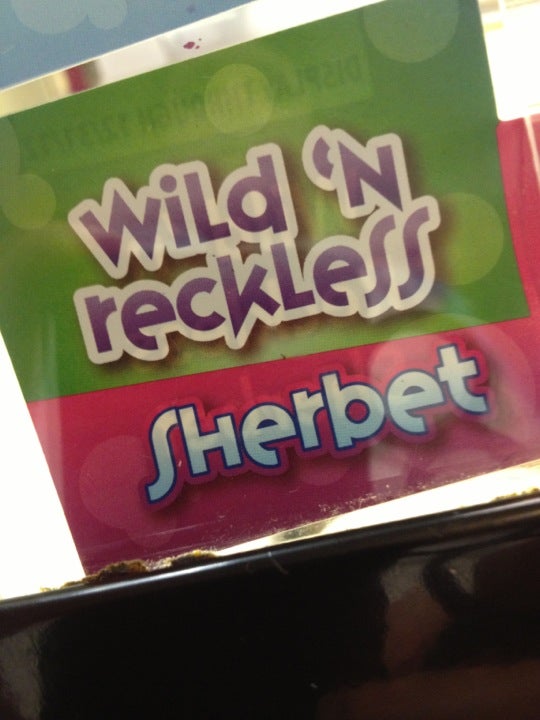 Wild 'N
reckless
Sherbet